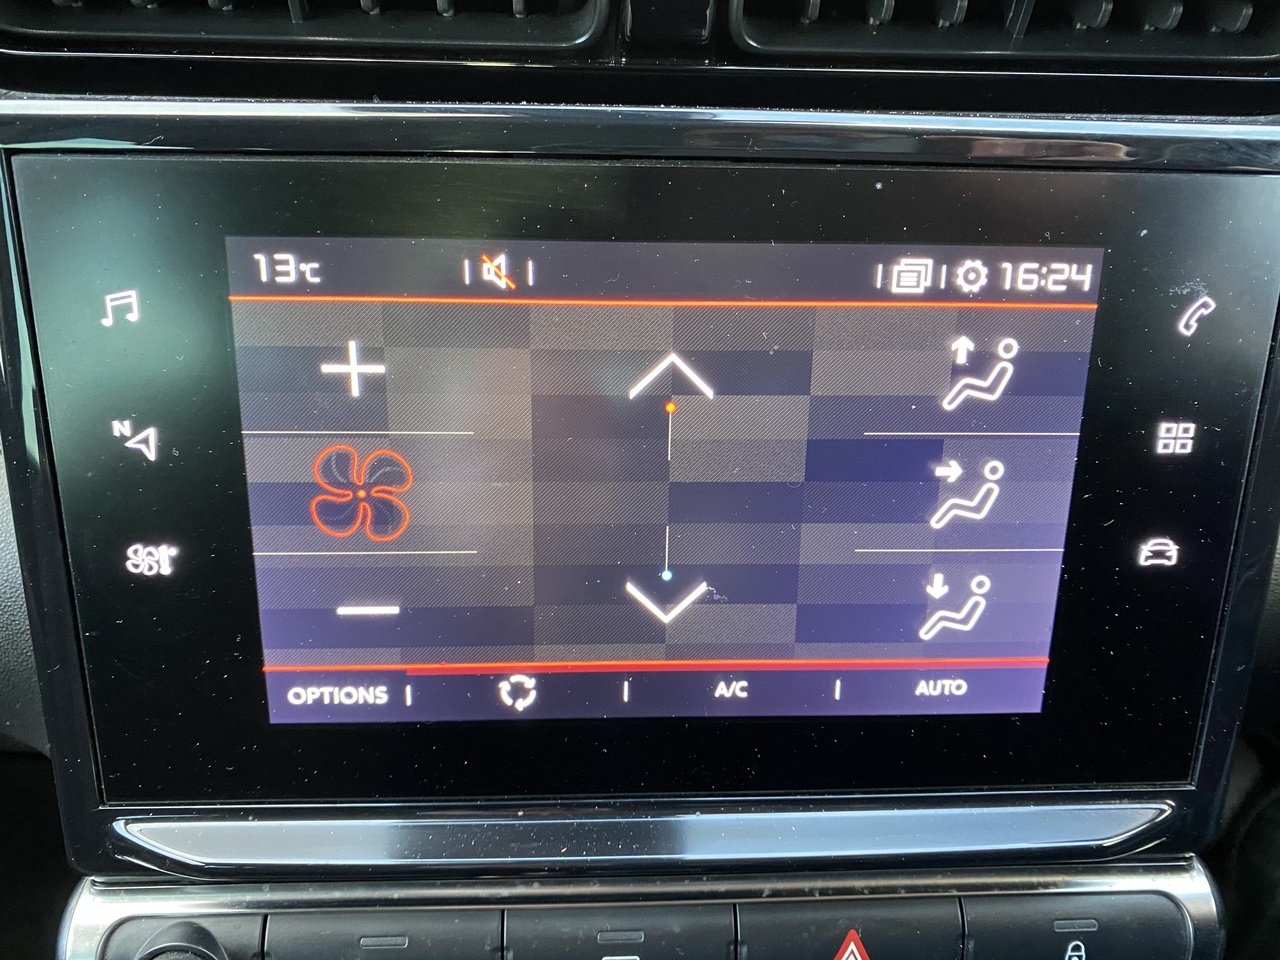 13°C 16:24
N
OPTIONS A/C AUTO